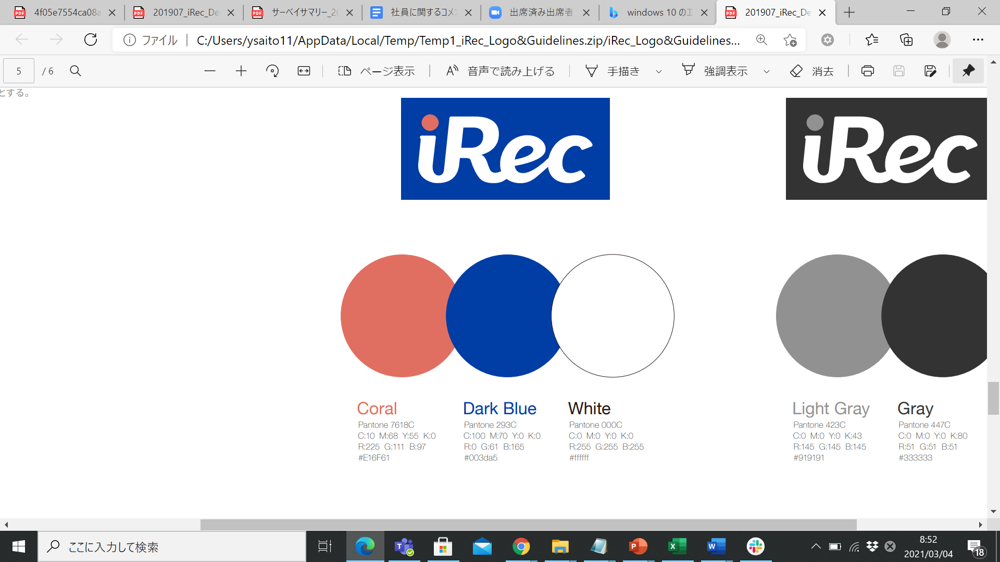 4f05e7554ca08a
201907_iRec_De
サーベイサマリー_20
社員に関するコメン
出席済み出席者
windows 10 のエ
201907_iRec_De
ファイル
C:/Users/ysaito11/AppData/Local/Temp/Temp1_iRec_Logo&Guidelines.zip/iRec_Logo&Guidelines...
5 / 6
ページ表示
音声で読み上げる
手描き
強調表示
消去
とする。
iRec
iRec
Coral
Pantone 7618C
C:10 M:68 Y:55 K:0
R:225 G:111 B:97
#E16F61
Dark Blue
Pantone 293C
C:100 M:70 Y:0 K:0
R:0 G:61 B:165
#003da5
White
Pantone 000C
C:0 M:0 Y:0 K:0
R:255 G:255 B:255
#ffffff
Light Gray
Pantone 423C
C:0 M:0 Y:0 K:43
R:145 G:145 B:145
#919191
Gray
Pantone 447C
C:0 M:0 Y:0 K:80
R:51 G:51 B:51
#333333
ここに入力して検索
8:52
2021/03/04
18